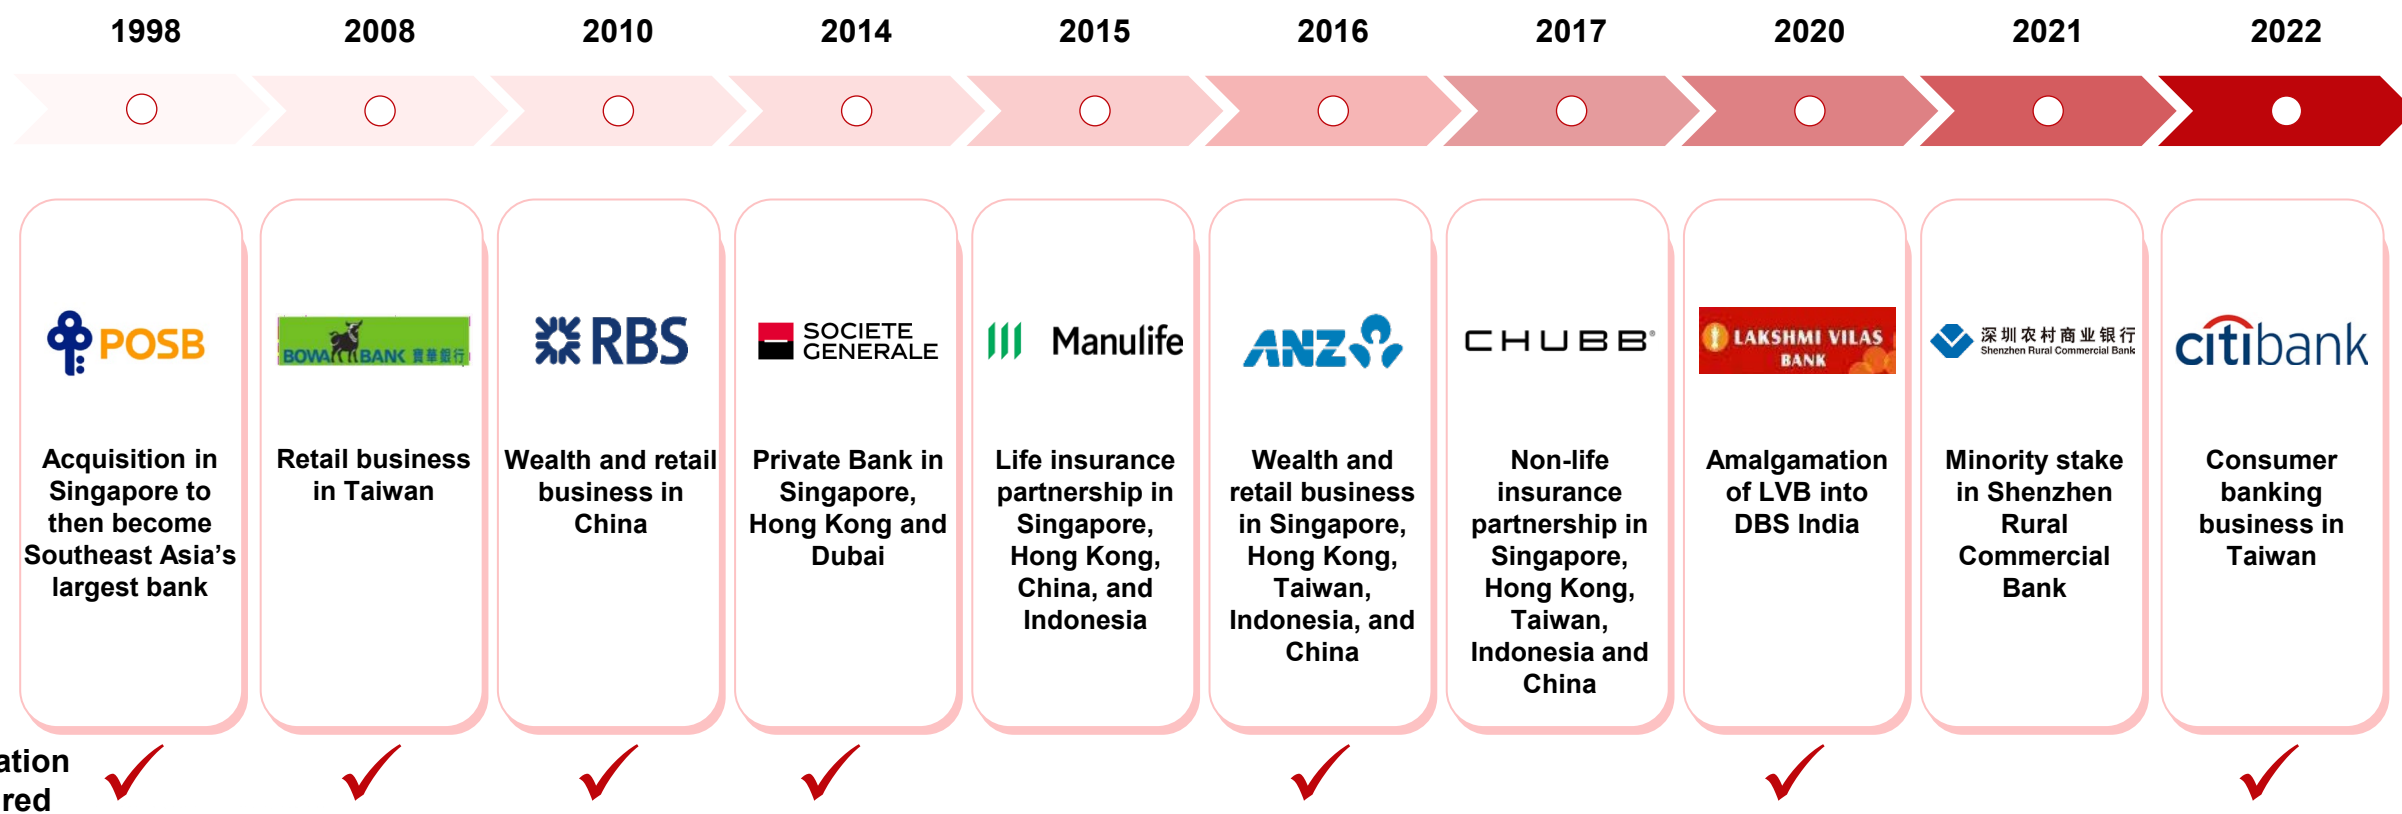 1998
2008
2010
2014
2015
2016
2017
2020
2021
2022
POSB
BOWA BANK 寶華銀行
RBS
SOCIETE
GENERALE
Manulife
ANZ
CHUBB
LAKSHMI VILAS
BANK
深圳农村商业银行
Shenzhen Rural Commercial Bank
citibank
Acquisition in
Singapore to
then become
Southeast Asia’s
largest bank
Retail business
in Taiwan
Wealth and retail
business in
China
Private Bank in
Singapore,
Hong Kong and
Dubai
Life insurance
partnership in
Singapore,
Hong Kong,
China, and
Indonesia
Wealth and
retail business
in Singapore,
Hong Kong,
Taiwan,
Indonesia, and
China
Non-life
insurance
partnership in
Singapore,
Hong Kong,
Taiwan,
Indonesia and
China
Amalgamation
of LVB into
DBS India
Minority stake
in Shenzhen
Rural
Commercial
Bank
Consumer
banking
business in
Taiwan
ation
red